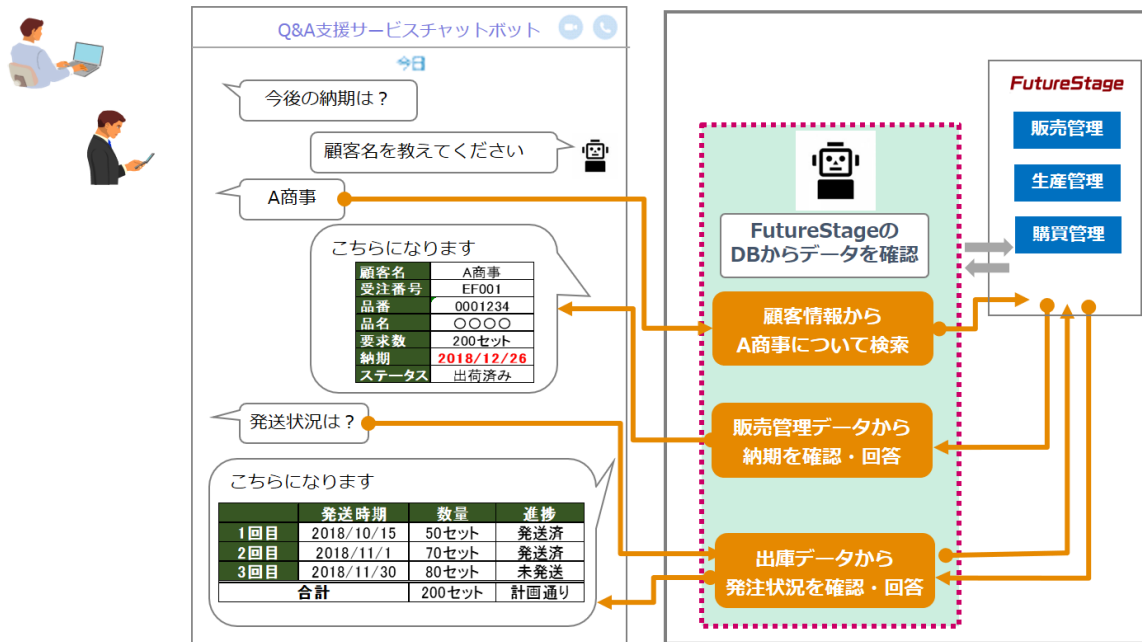 Q&A支援サービスチャットボット
今日
今後の納期は？
顧客名を教えてください
A商事
こちらになります
顧客名 A商事
受注番号 EF001
品番 0001234
品名 〇〇〇〇
要求数 200セット
納期 2018/12/26
ステータス 出荷済み
発送状況は？
こちらになります
発送時期 数量 進捗
1回目 2018/10/15 50セット 発送済
2回目 2018/11/1 70セット 発送済
3回目 2018/11/30 80セット 未発送
合計 200セット 計画通り
FutureStageの
DBからデータを確認
顧客情報から
A商事について検索
販売管理データから
納期を確認・回答
出庫データから
発注状況を確認・回答
FutureStage
販売管理
生産管理
購買管理